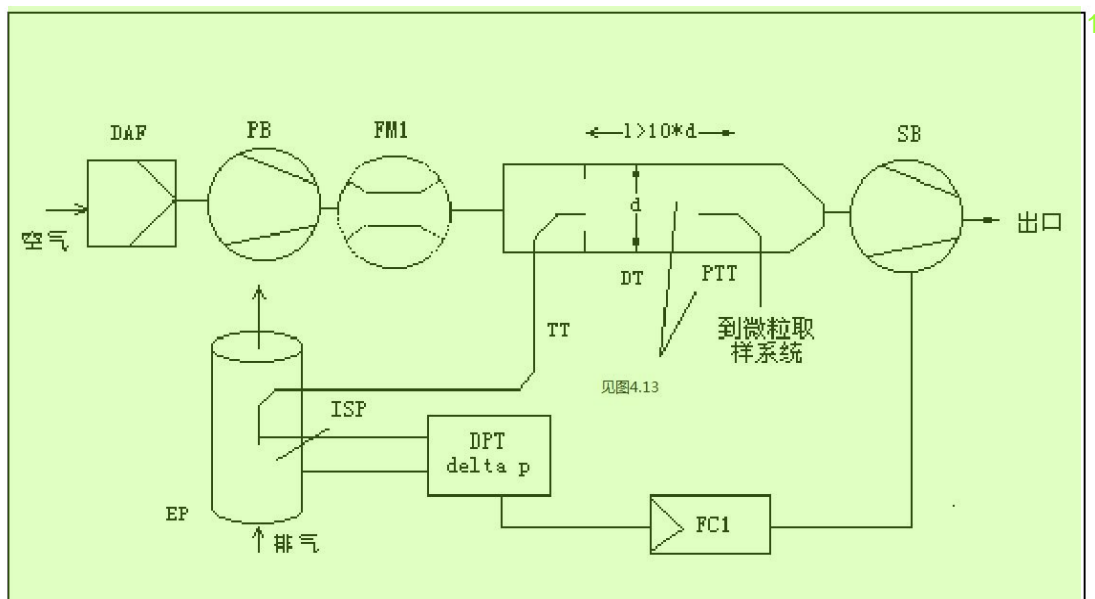 1
DAF
PB
FM1
l>10*d
SB
空气
d
出口
DT
PTT
TT
到微粒取
样系统
见图4.13
ISP
DPT
delta p
EP
FC1
排气